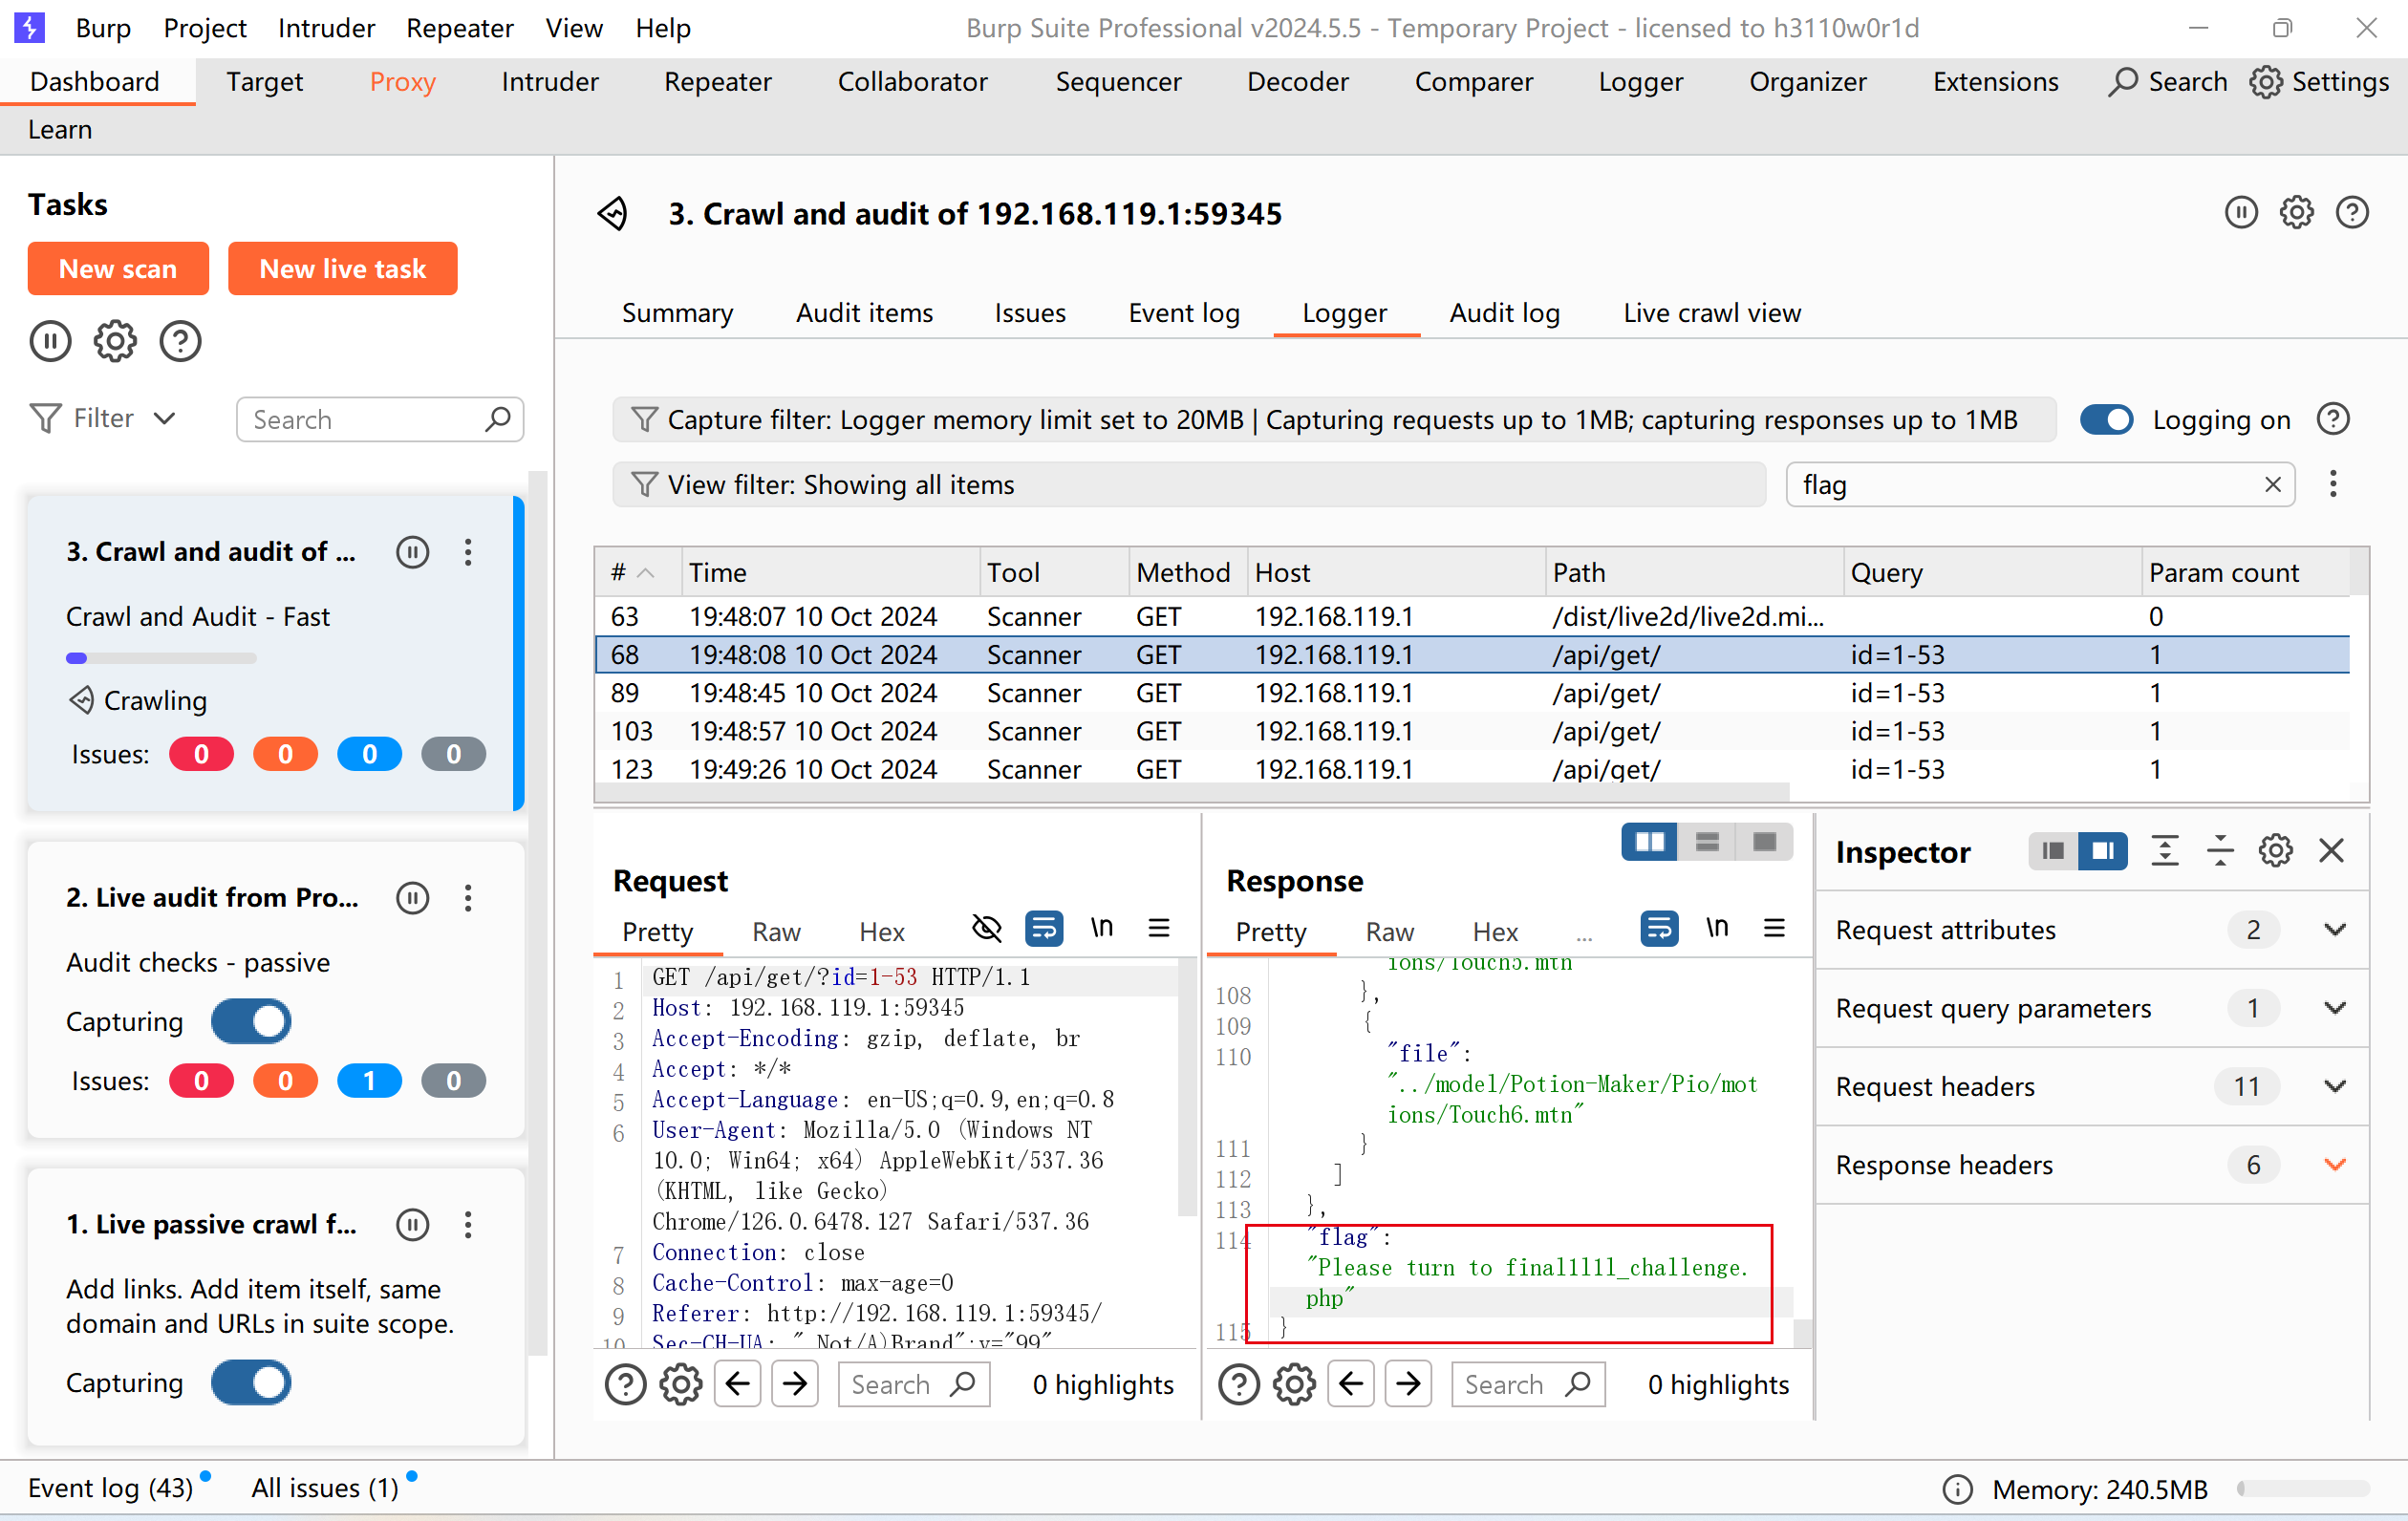 Burp Project Intruder Repeater View Help Burp Suite Professional v2024.5.5 - Temporary Project - licensed to h3110w0r1d
Dashboard Target Proxy Intruder Repeater Collaborator Sequencer Decoder Comparer Logger Organizer Extensions Search Settings
Learn
Tasks
New scan New live task
Filter Search
3. Crawl and audit of ...
Crawl and Audit - Fast
Crawling
Issues: 0 0 0 0
2. Live audit from Pro...
Audit checks - passive
Capturing
Issues: 0 0 1 0
1. Live passive crawl f...
Add links. Add item itself, same
domain and URLs in suite scope.
Capturing
3. Crawl and audit of 192.168.119.1:59345
Summary Audit items Issues Event log Logger Audit log Live crawl view
Capture filter: Logger memory limit set to 20MB | Capturing requests up to 1MB; capturing responses up to 1MB Logging on
View filter: Showing all items flag
# Time Tool Method Host Path Query Param count
63 19:48:07 10 Oct 2024 Scanner GET 192.168.119.1 /dist/live2d/live2d.mi... 0
68 19:48:08 10 Oct 2024 Scanner GET 192.168.119.1 /api/get/ id=1-53 1
89 19:48:45 10 Oct 2024 Scanner GET 192.168.119.1 /api/get/ id=1-53 1
103 19:48:57 10 Oct 2024 Scanner GET 192.168.119.1 /api/get/ id=1-53 1
123 19:49:26 10 Oct 2024 Scanner GET 192.168.119.1 /api/get/ id=1-53 1
Request
Pretty Raw Hex \n
1 GET /api/get/?id=1-53 HTTP/1.1
2 Host: 192.168.119.1:59345
3 Accept-Encoding: gzip, deflate, br
4 Accept: */*
5 Accept-Language: en-US;q=0.9,en;q=0.8
6 User-Agent: Mozilla/5.0 (Windows NT
10.0; Win64; x64) AppleWebKit/537.36
(KHTML, like Gecko)
Chrome/126.0.6478.127 Safari/537.36
7 Connection: close
8 Cache-Control: max-age=0
9 Referer: http://192.168.119.1:59345/
10 Sec-CH-UA: ".Not/A)Brand";v="99"
Search 0 highlights
Response
Pretty Raw Hex ... \n
ions/Touch5.mtn
108 },
109 {
110 "file":
"../model/Potion-Maker/Pio/mot
ions/Touch6.mtn"
111 }
112 ]
113 },
114 "flag":
"Please turn to final1111_challenge.
php"
115 }
Search 0 highlights
Inspector
Request attributes 2
Request query parameters 1
Request headers 11
Response headers 6
Event log (43) All issues (1) Memory: 240.5MB